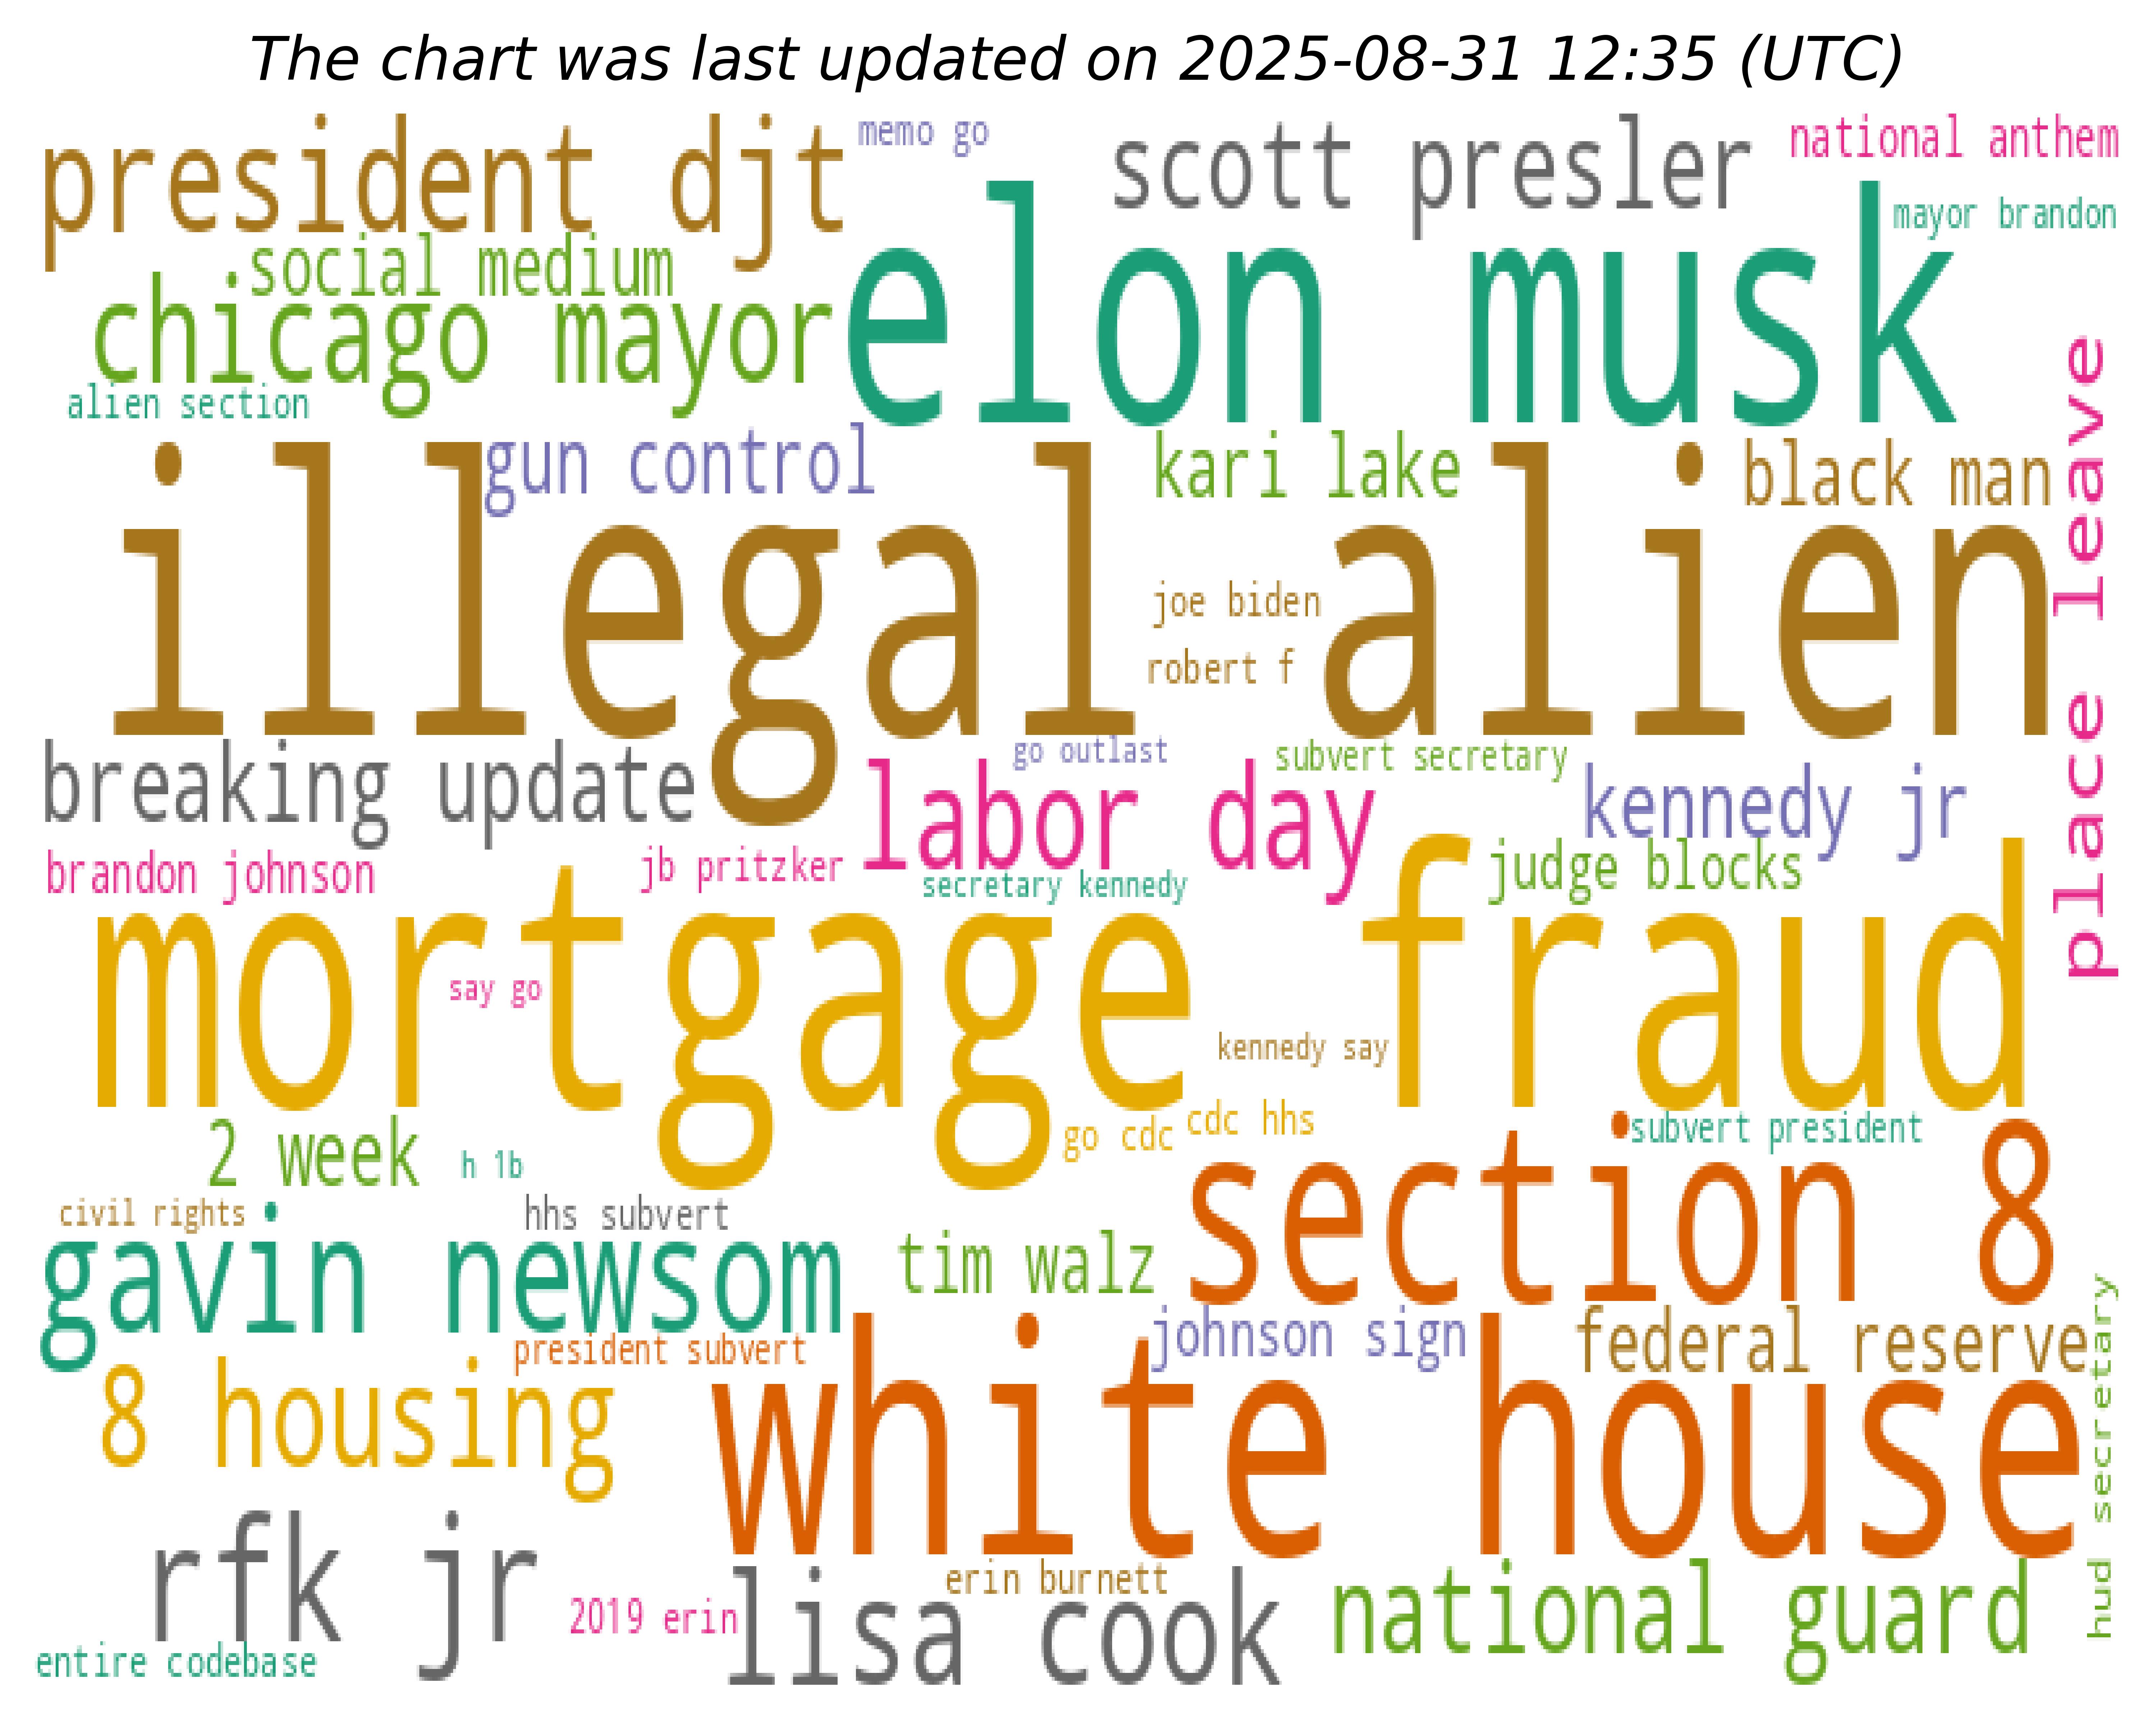 The chart was last updated on 2025-08-31 12:35 (UTC)
president djt
memo go
scott presler
national anthem
mayor brandon
social medium
elon musk
chicago mayor
alien section
place leave
gun control
kari lake
black man
illegal alien
joe biden
robert f
breaking update
go outlast
subvert secretary
labor day
kennedy jr
brandon johnson
jb pritzker
secretary kennedy
judge blocks
mortgage fraud
say go
kennedy say
2 week
h 1b
go cdc
cdc hhs
subvert president
section 8
civil rights
hhs subvert
gavin newsom
tim walz
president subvert
johnson sign
federal reserve
hud secretary
8 housing
white house
rfk jr
2019 erin
erin burnett
lisa cook
national guard
entire codebase